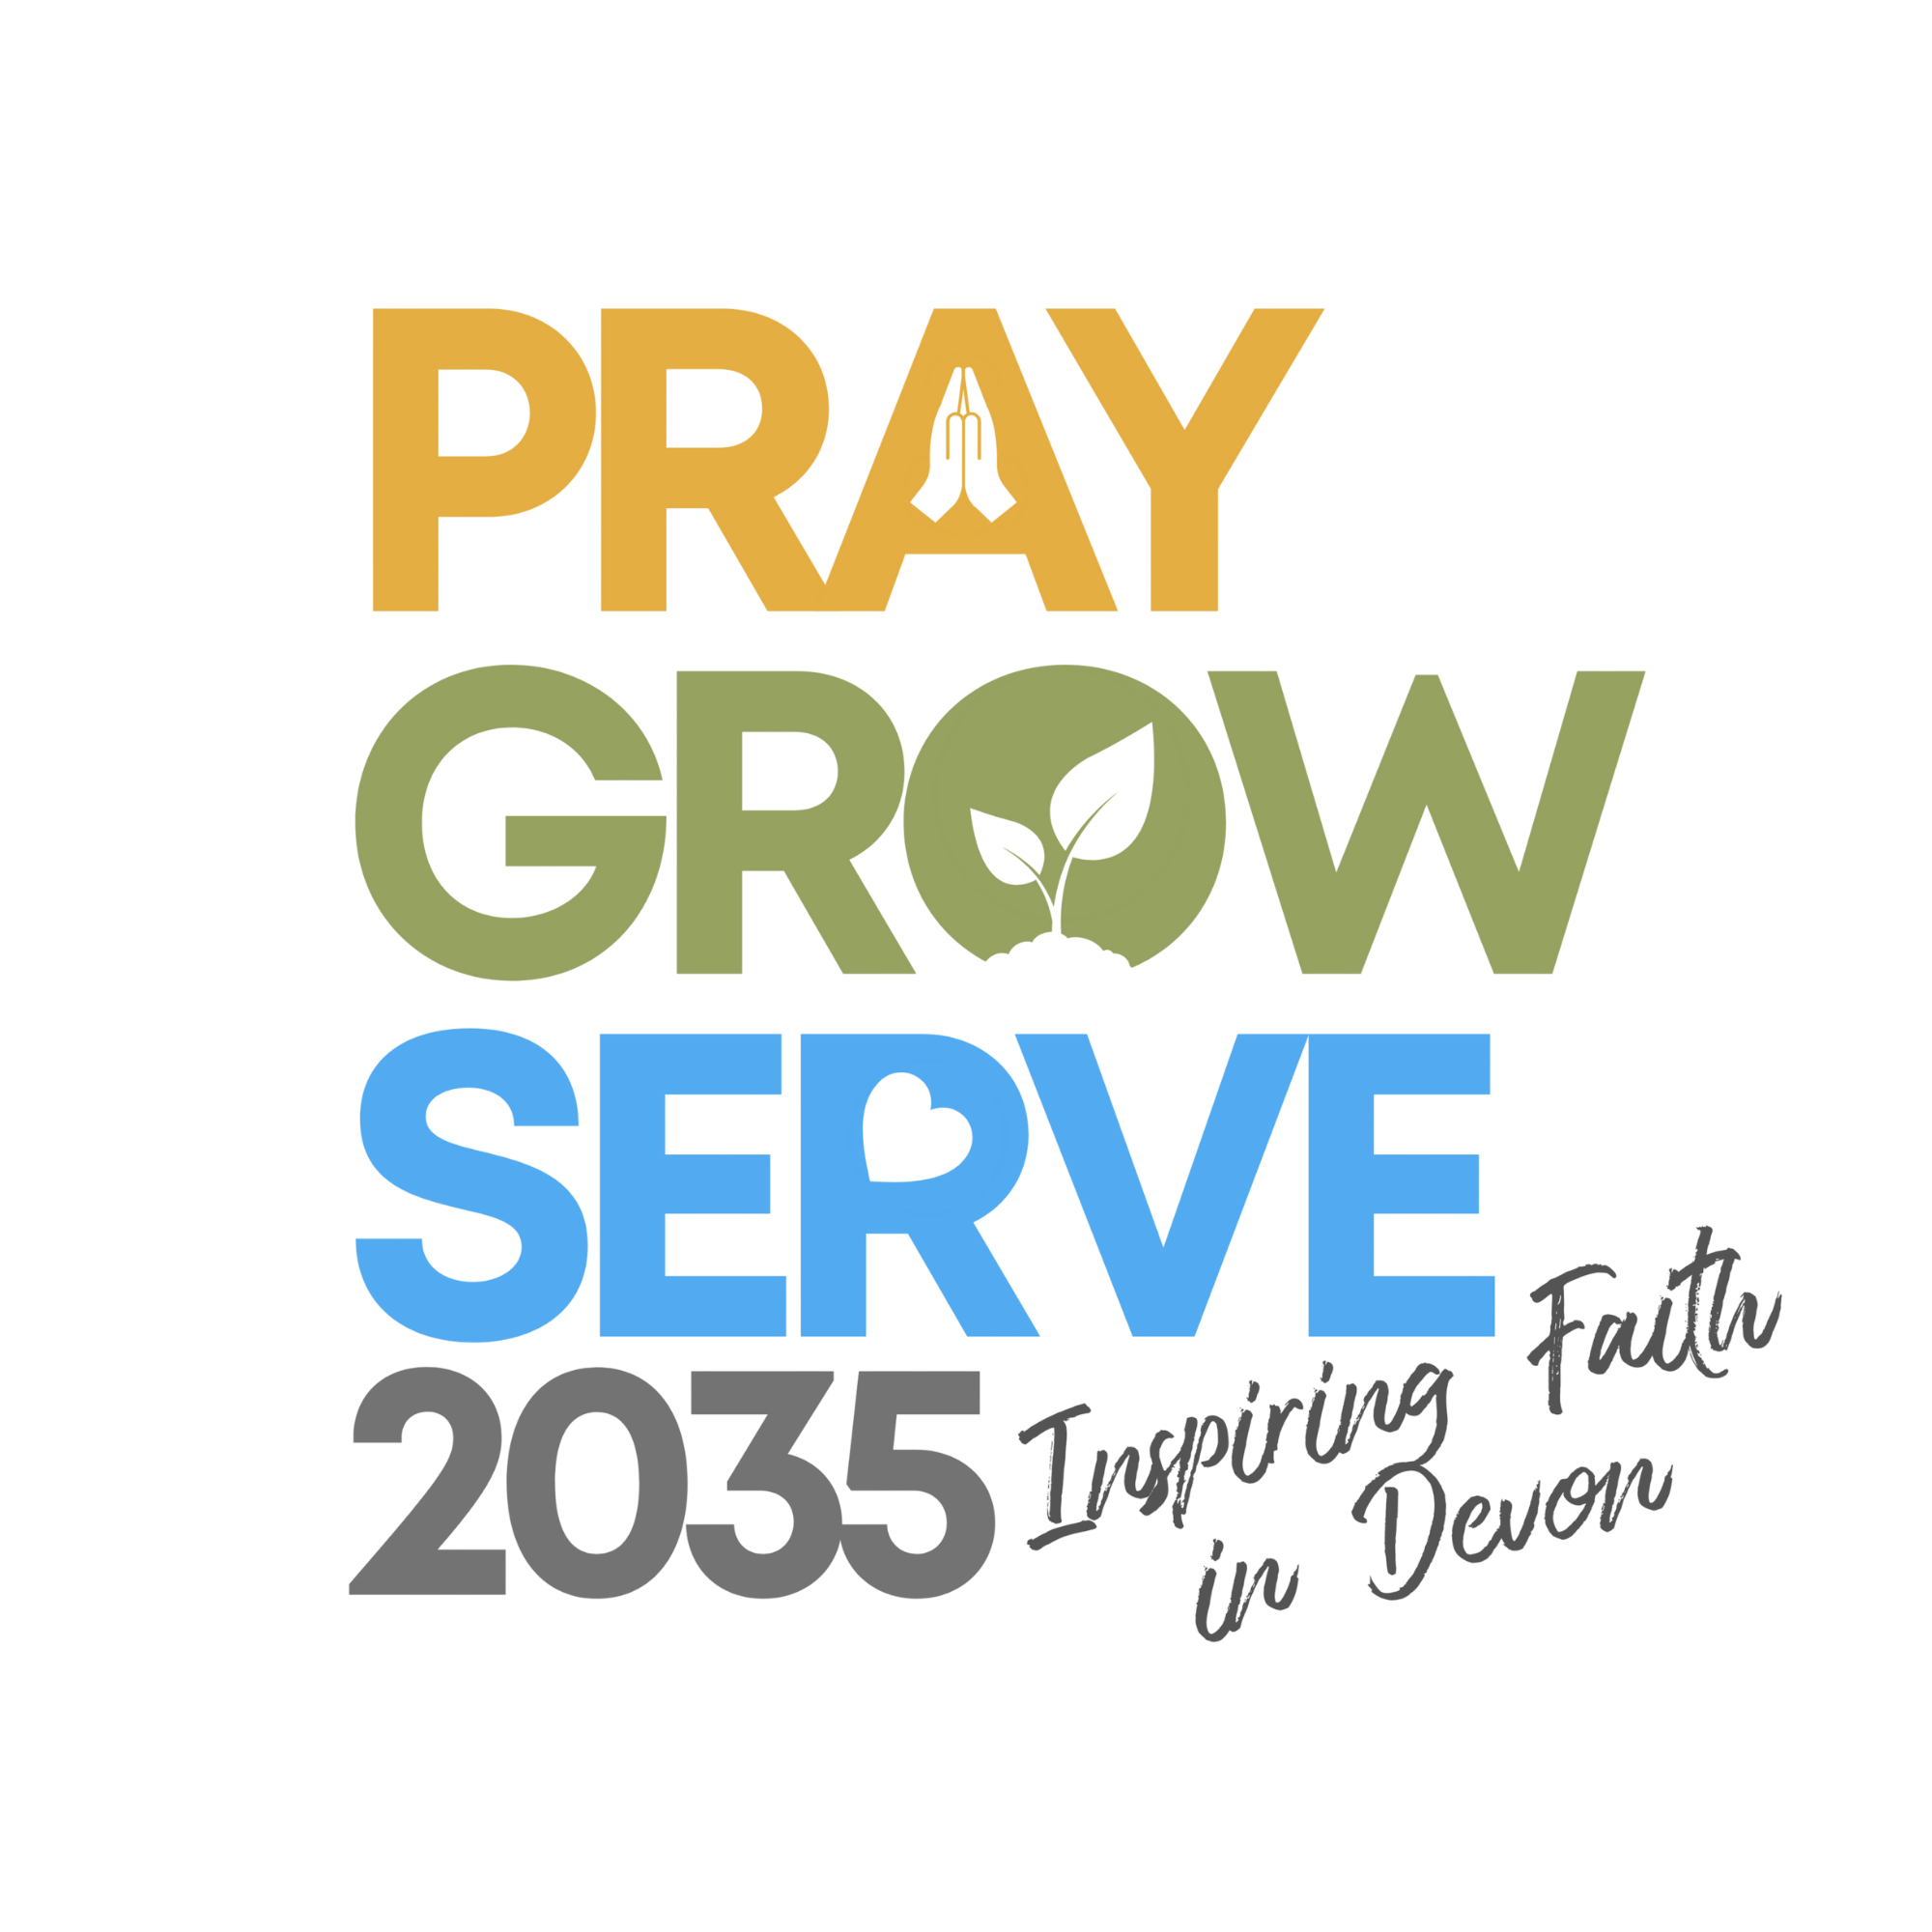 PRAY
GROW
SERVE
2035
Inspiring Faith
in Devon